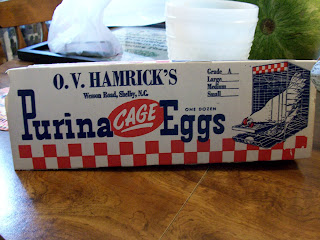 O. V. HAMRICK'S
Wesson Road, Shelby, N.C.
Grade A
Large
Medium
Small
ONE DOZEN
Purina CAGE Eggs